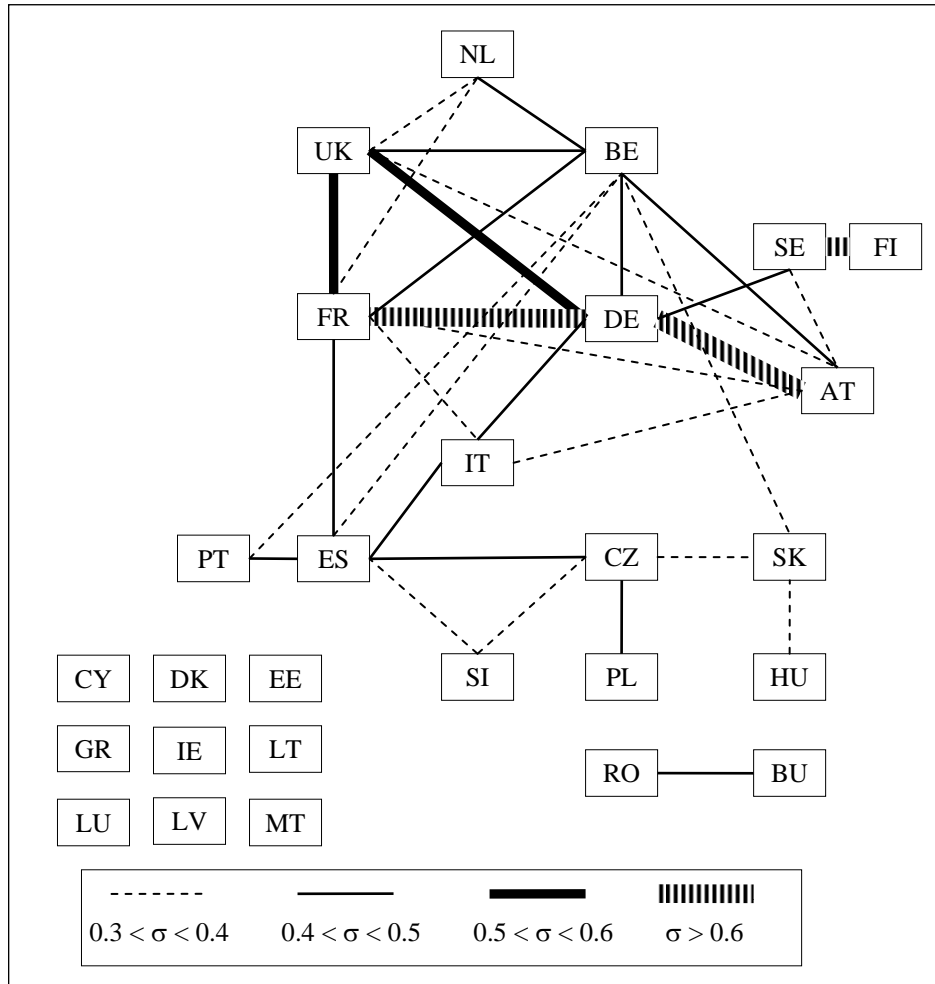 NL
UK BE
SE FI
FR DE
AT
IT
PT ES CZ SK
CY DK EE SI PL HU
GR IE LT
RO BU
LU LV MT
0.3 < σ < 0.4 0.4 < σ < 0.5 0.5 < σ < 0.6 σ > 0.6